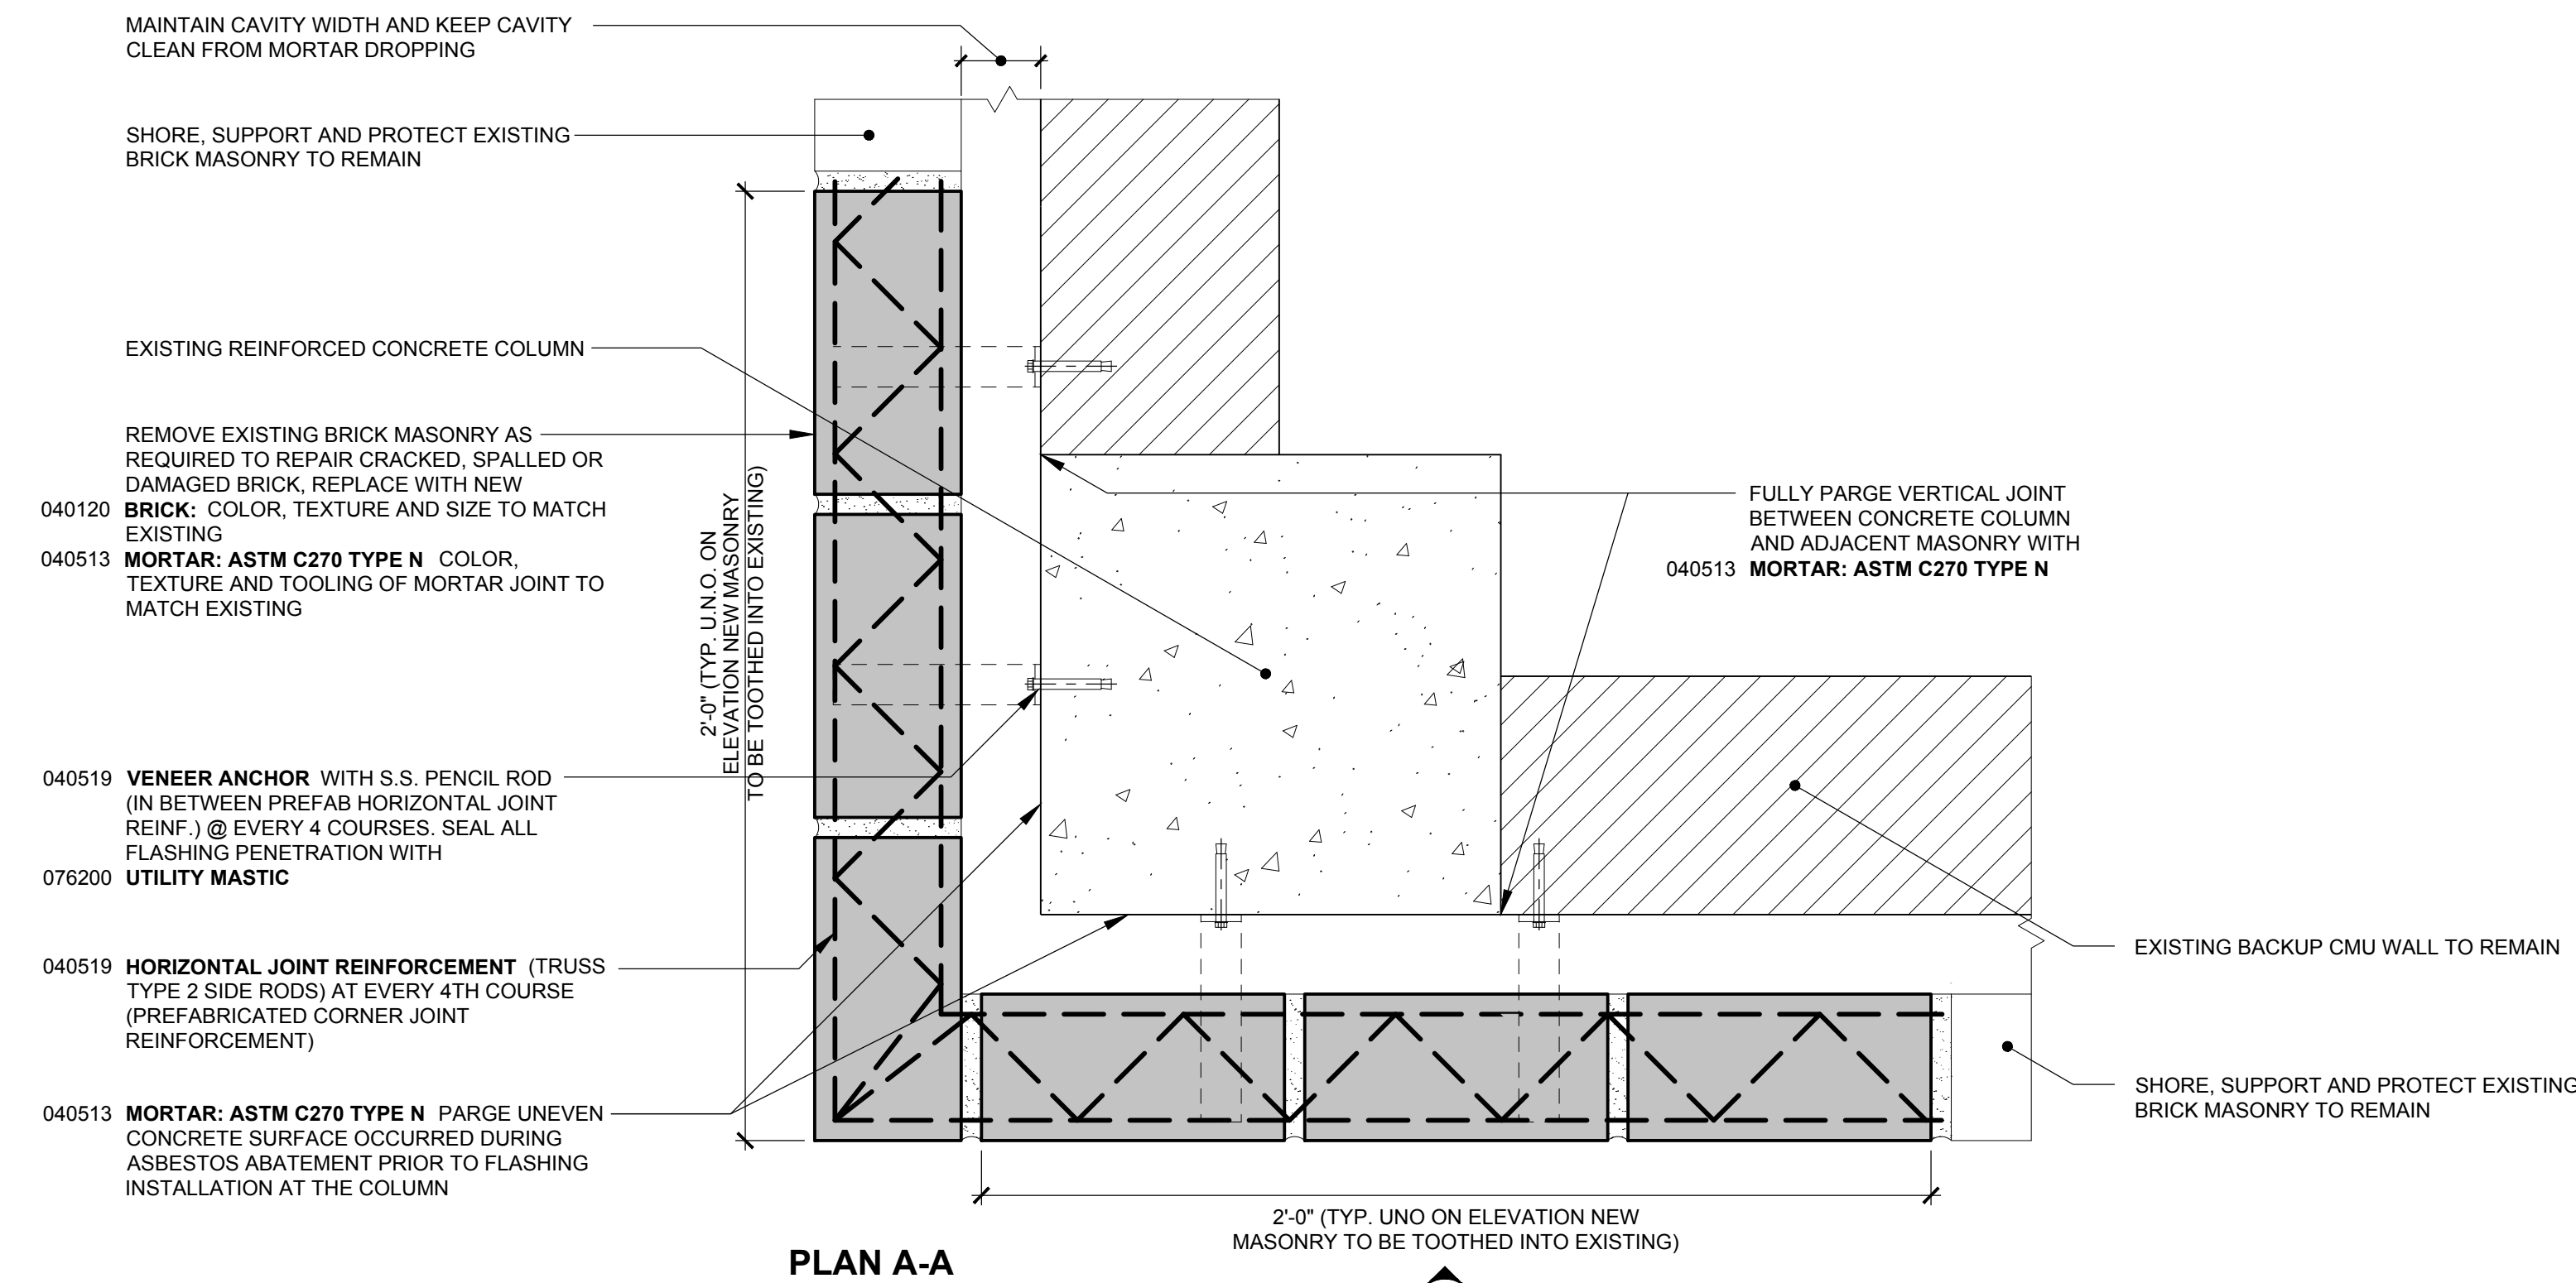 MAINTAIN CAVITY WIDTH AND KEEP CAVITY
CLEAN FROM MORTAR DROPPING
SHORE, SUPPORT AND PROTECT EXISTING
BRICK MASONRY TO REMAIN
EXISTING REINFORCED CONCRETE COLUMN
REMOVE EXISTING BRICK MASONRY AS
REQUIRED TO REPAIR CRACKED, SPALLED OR
DAMAGED BRICK, REPLACE WITH NEW
040120 BRICK: COLOR, TEXTURE AND SIZE TO MATCH
EXISTING
040513 MORTAR: ASTM C270 TYPE N COLOR,
TEXTURE AND TOOLING OF MORTAR JOINT TO
MATCH EXISTING
040519 VENEER ANCHOR WITH S.S. PENCIL ROD
(IN BETWEEN PREFAB HORIZONTAL JOINT
REINF.) @ EVERY 4 COURSES. SEAL ALL
FLASHING PENETRATION WITH
076200 UTILITY MASTIC
040519 HORIZONTAL JOINT REINFORCEMENT (TRUSS
TYPE 2 SIDE RODS) AT EVERY 4TH COURSE
(PREFABRICATED CORNER JOINT
REINFORCEMENT)
040513 MORTAR: ASTM C270 TYPE N PARGE UNEVEN
CONCRETE SURFACE OCCURRED DURING
ASBESTOS ABATEMENT PRIOR TO FLASHING
INSTALLATION AT THE COLUMN
2'-0" (TYP. U.N.O. ON
ELEVATION NEW MASONRY
TO BE TOOTHED INTO EXISTING)
FULLY PARGE VERTICAL JOINT
BETWEEN CONCRETE COLUMN
AND ADJACENT MASONRY WITH
040513 MORTAR: ASTM C270 TYPE N
EXISTING BACKUP CMU WALL TO REMAIN
SHORE, SUPPORT AND PROTECT EXISTING
BRICK MASONRY TO REMAIN
2'-0" (TYP. UNO ON ELEVATION NEW
MASONRY TO BE TOOTHED INTO EXISTING)
PLAN A-A